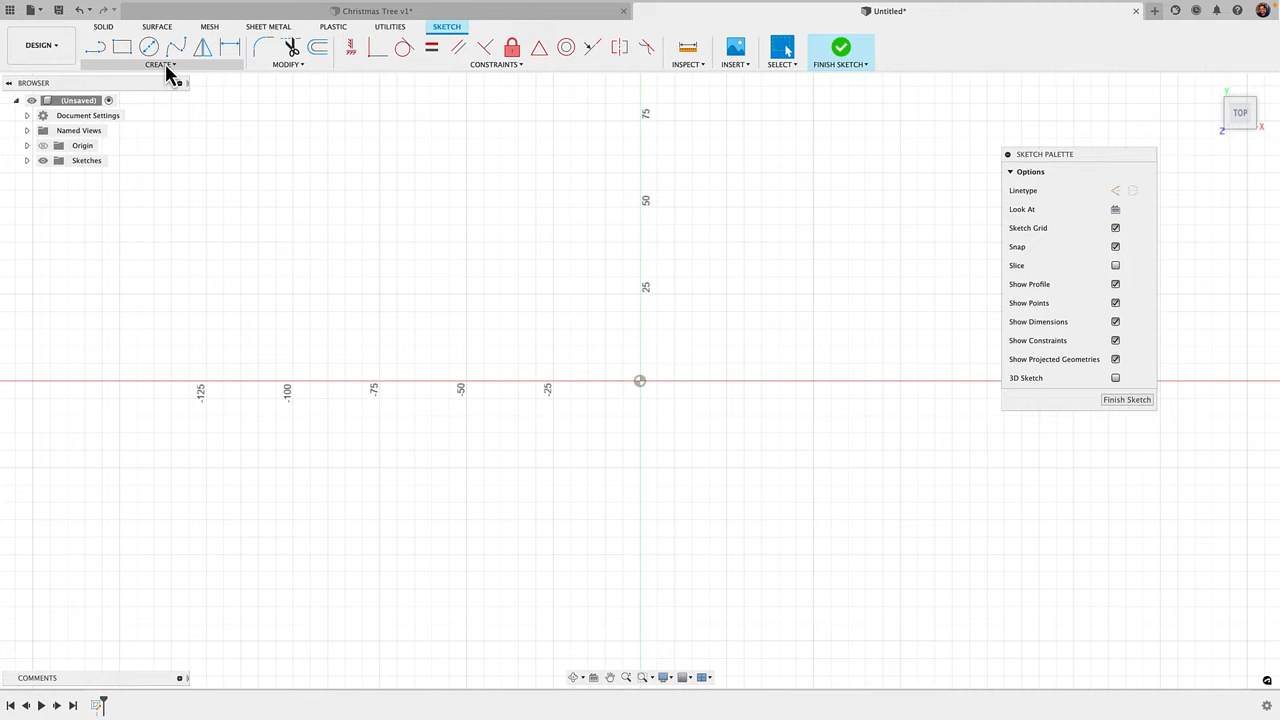 Christmas Tree v1*
Untitled*
DESIGN
SOLID
SURFACE
MESH
SHEET METAL
PLASTIC
UTILITIES
SKETCH
CREATE
MODIFY
CONSTRAINTS
INSPECT
INSERT
SELECT
FINISH SKETCH
BROWSER
(Unsaved)
Document Settings
Named Views
Origin
Sketches
75
50
25
-125
-100
-75
-50
-25
TOP
Y
X
Z
SKETCH PALETTE
Options
Linetype
Look At
Sketch Grid
Snap
Slice
Show Profile
Show Points
Show Dimensions
Show Constraints
Show Projected Geometries
3D Sketch
Finish Sketch
COMMENTS